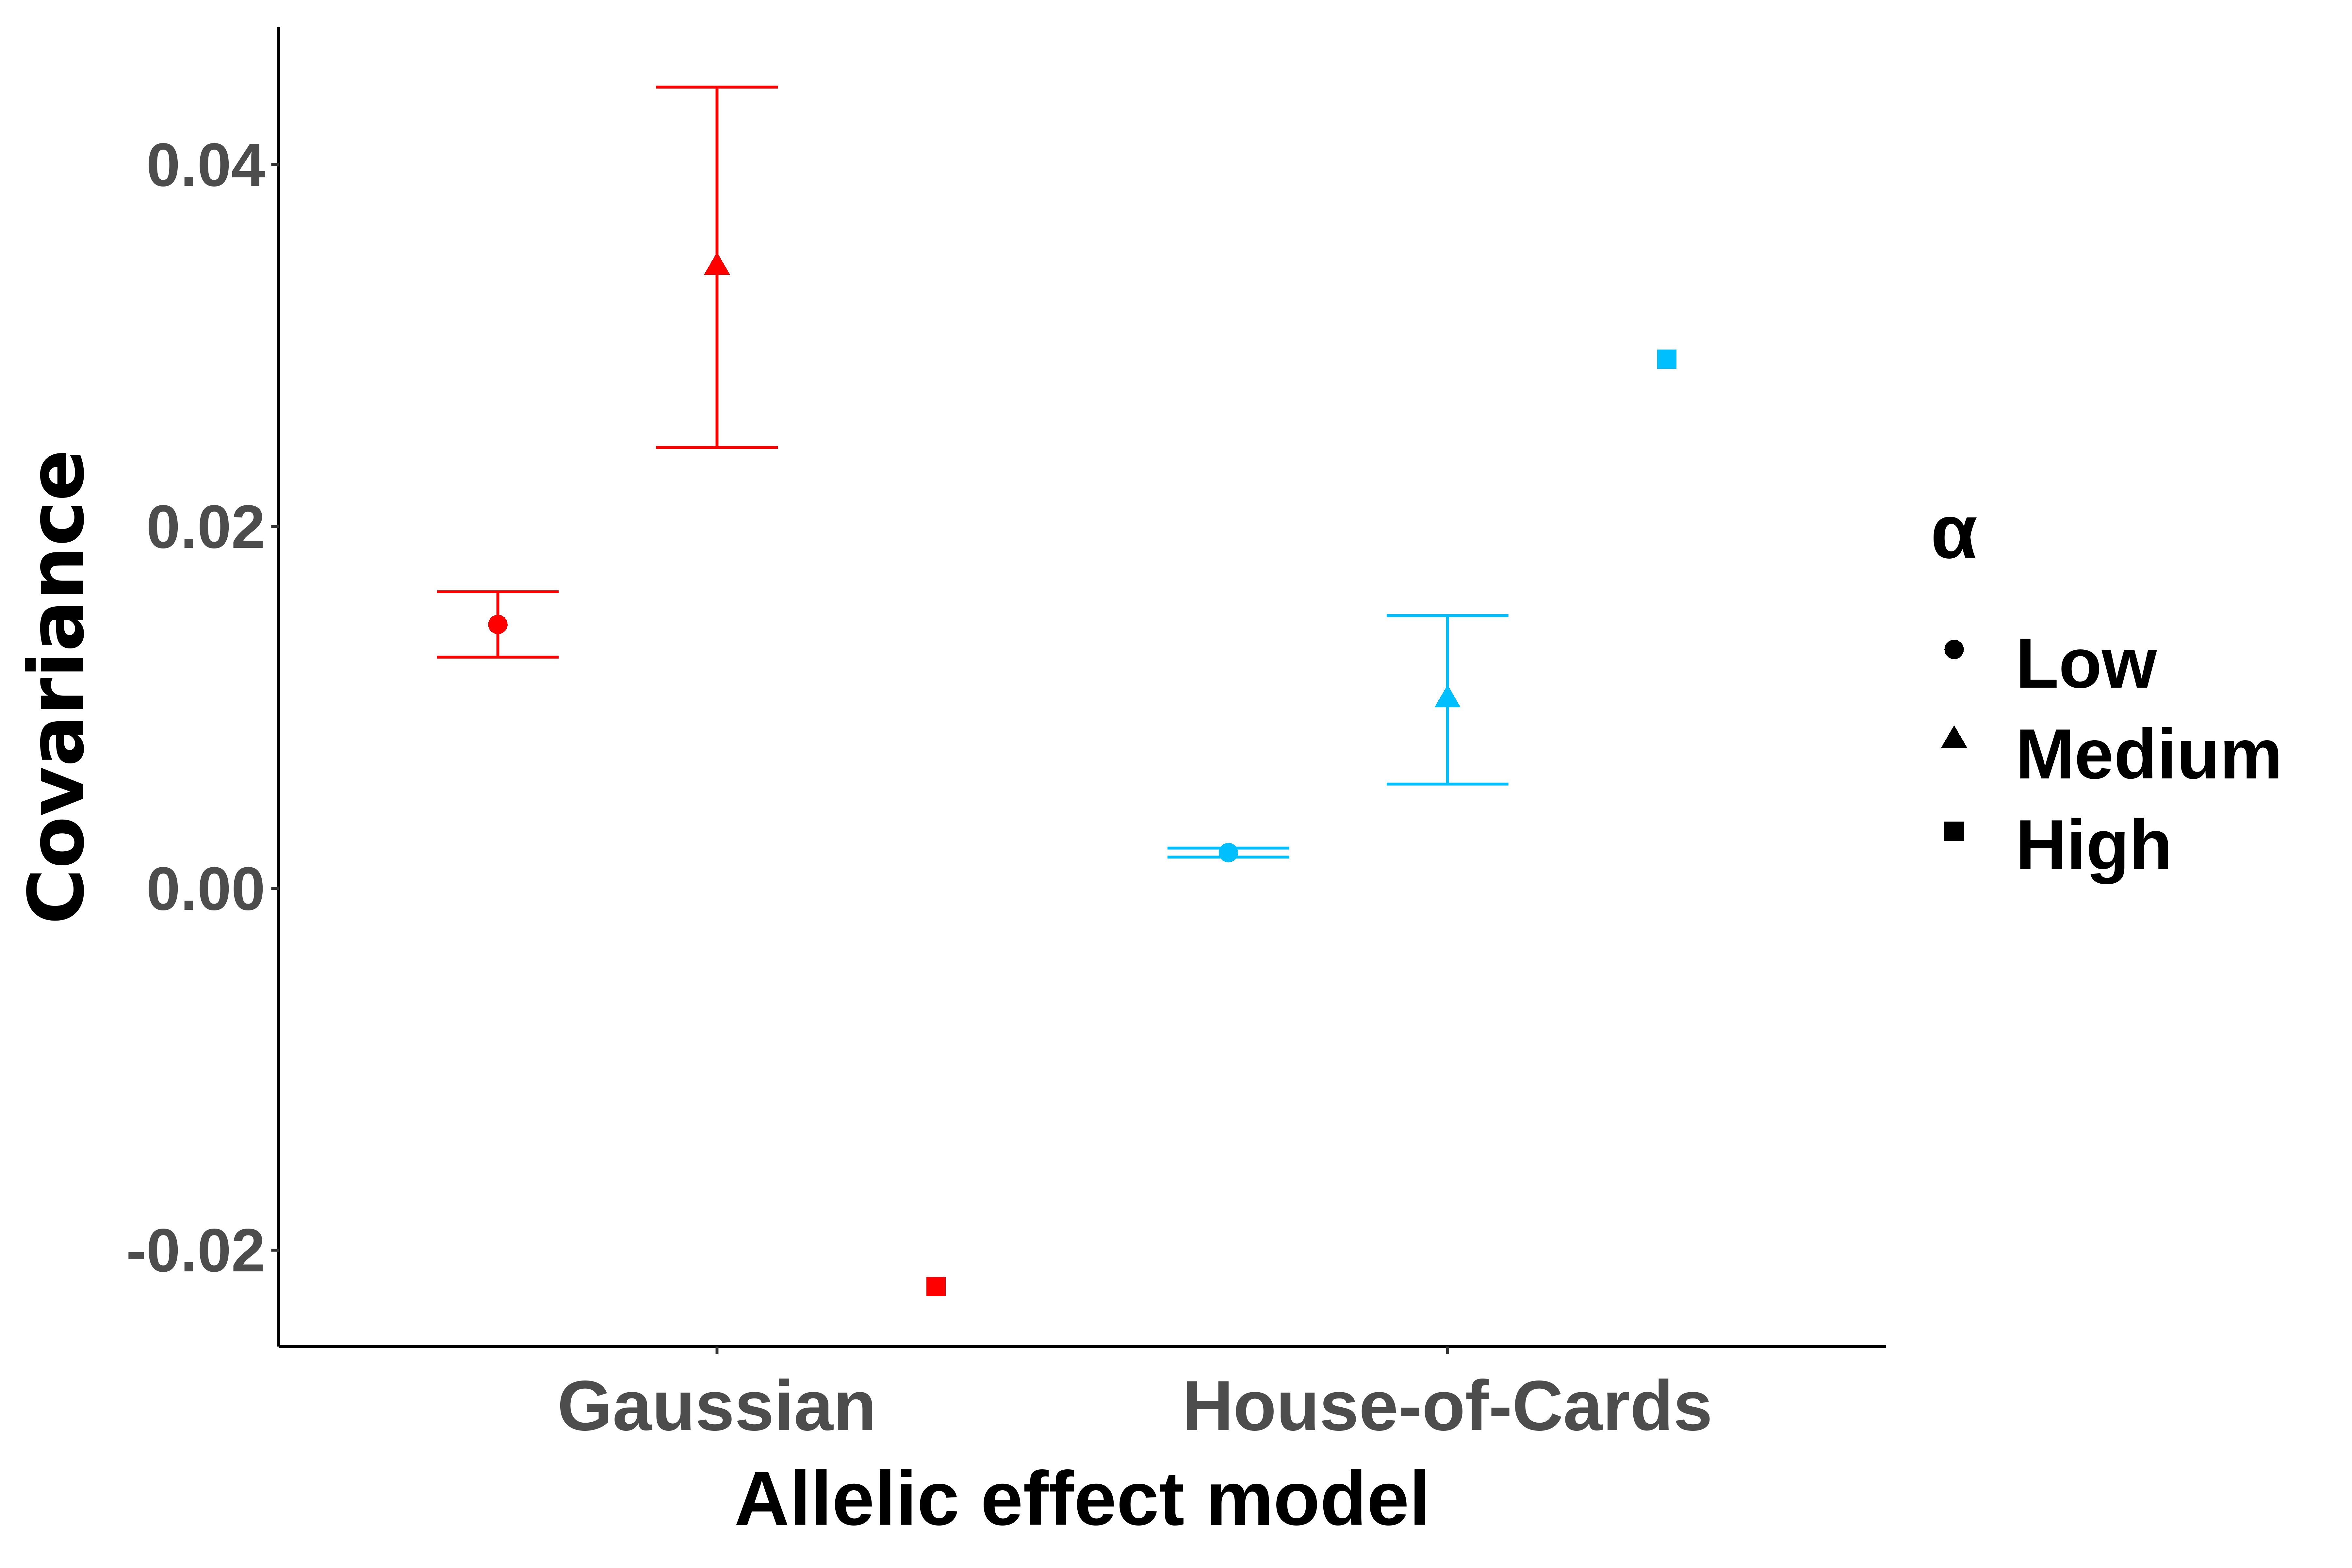 Covariance
0.04
0.02
0.00
-0.02
Gaussian
House-of-Cards
Allelic effect model
α
Low
Medium
High